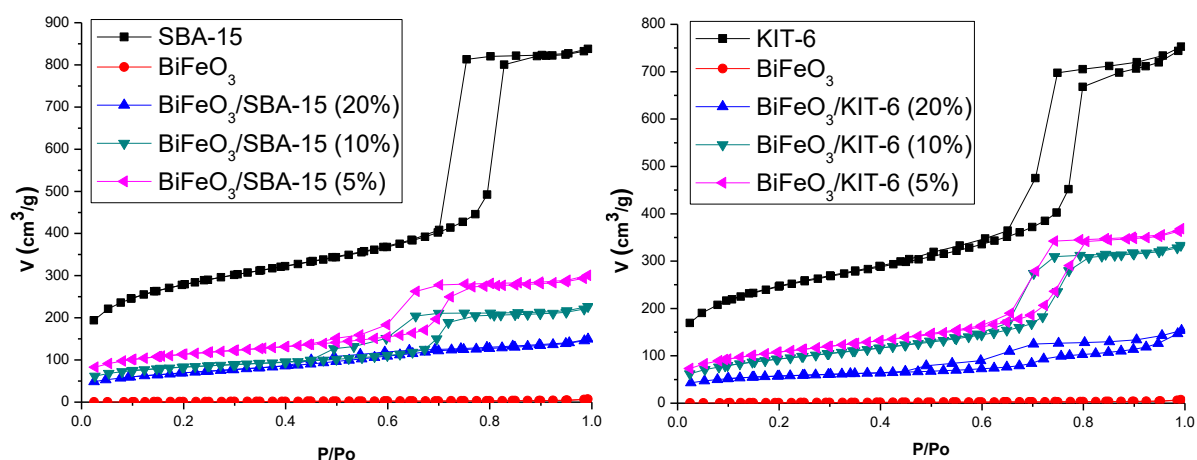 900
800
700
600
500
400
300
200
100
0
V (cm³/g)
SBA-15
BiFeO₃
BiFeO₃/SBA-15 (20%)
BiFeO₃/SBA-15 (10%)
BiFeO₃/SBA-15 (5%)
0.0 0.2 0.4 0.6 0.8 1.0
P/Po
800
700
600
500
400
300
200
100
0
V (cm³/g)
KIT-6
BiFeO₃
BiFeO₃/KIT-6 (20%)
BiFeO₃/KIT-6 (10%)
BiFeO₃/KIT-6 (5%)
0.0 0.2 0.4 0.6 0.8 1.0
P/Po